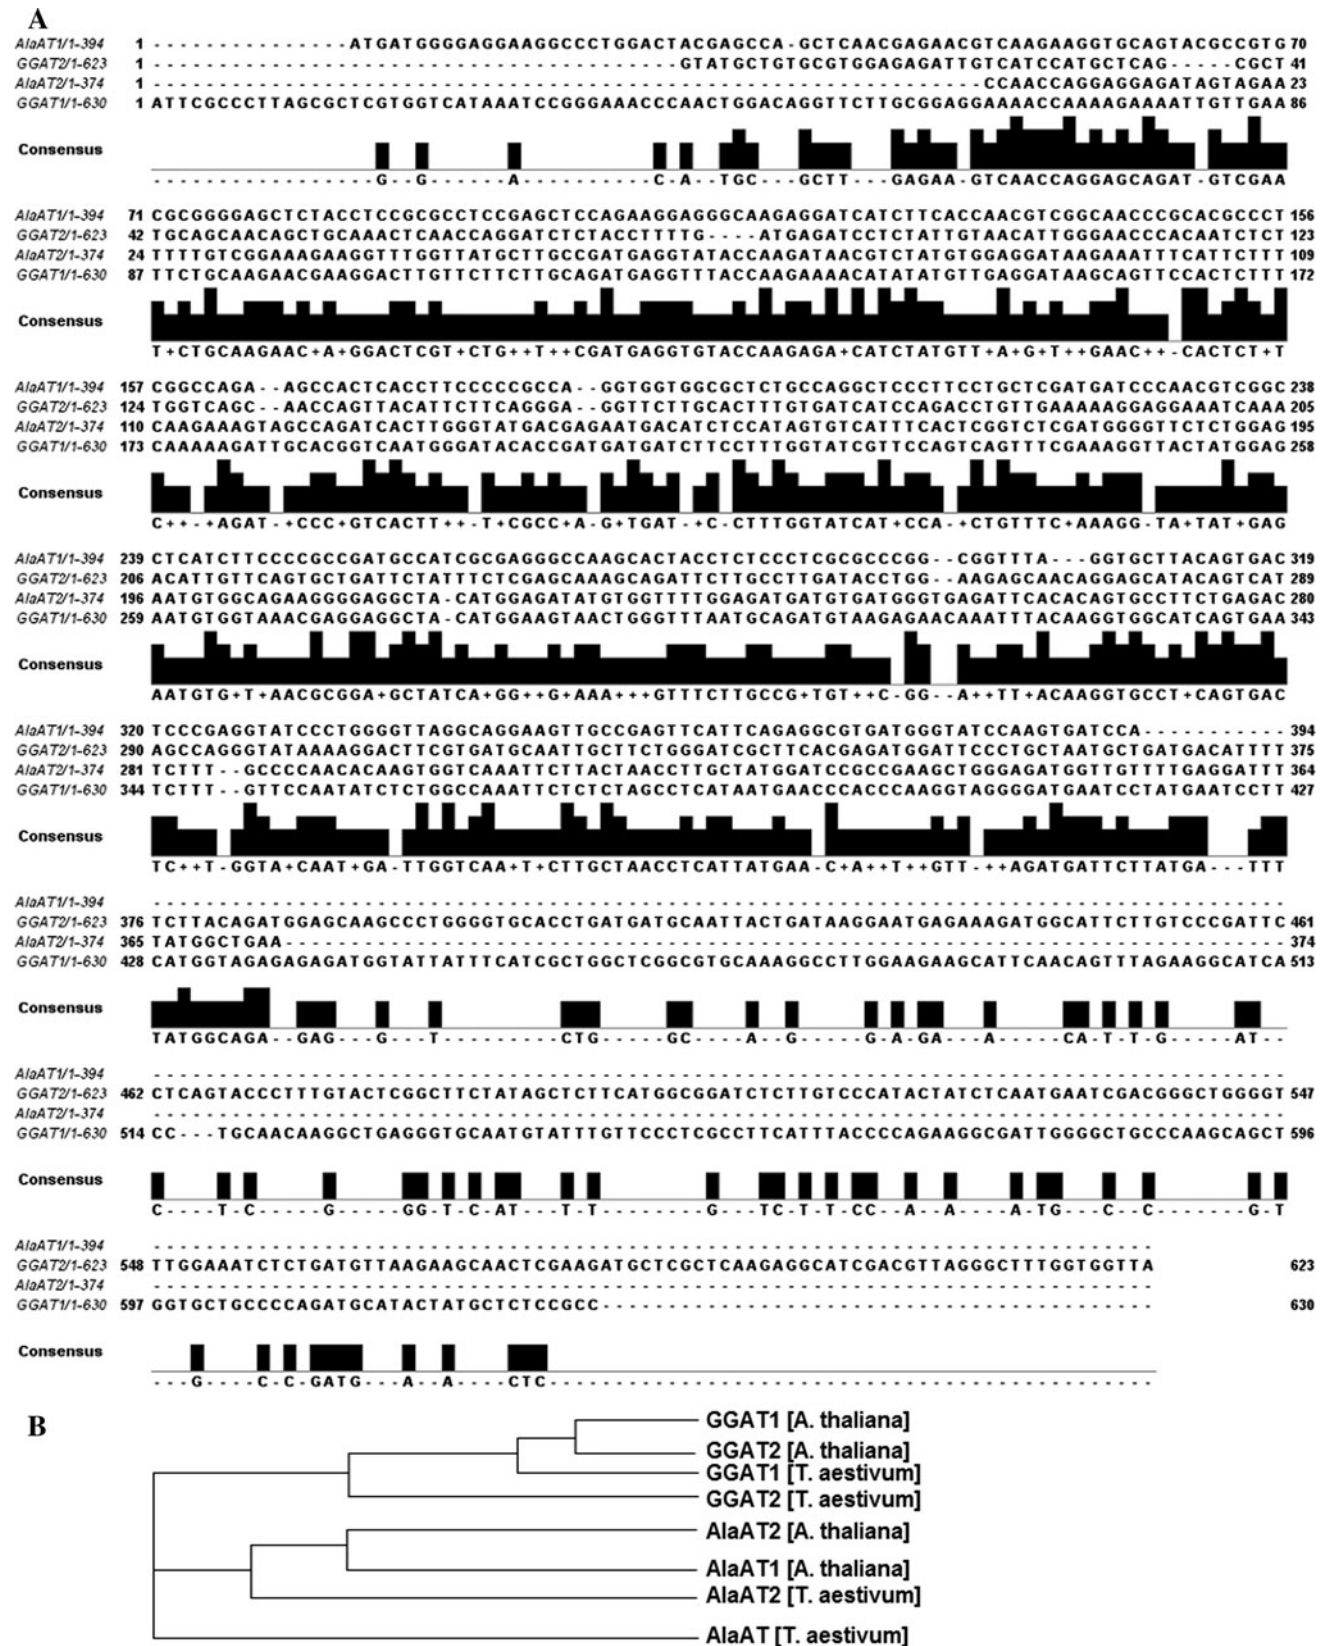 A
AlaAT1/1-394 1 - - - - - - - - - - - - - - - ATGATGGGGAGGAAGGCCCTGGACTACGAGCCA-GCTCAACGAGAACGTCAAGAAGGTGCAGTACGCCGTG 70
GGAT2/1-623 1 - - - - - - - - - - - - - - - - - - - - - - - - - - - - - - - - - - - - - - - - GTATGCTGTGCGTGGAGAGATTGTCATCCATGCTCAG-----CGCT 41
AlaAT2/1-374 1 - - - - - - - - - - - - - - - - - - - - - - - - - - - - - - - - - - - - - - - - - - - - - - - - - - - - - - - - - - - - - - - CCAACCAGGAGGAGATAGTAGAA 23
GGAT1/1-630 1 ATTCGCCCTTAGCGCTCGTGGTCATAAATCCGGGAAACCCAACTGGACAGGTTCTTGCGGAGGAAAACCAAAAGAAAATTGTTGAA 86
Consensus
-----------------G--G------A----------C-A--TGC---GCTT---GAGAA-GTCAACCAGGAGCAGAT-GTCGAA
AlaAT1/1-394 71 CGCGGGGAGCTCTACCTCCGCGCCTCCGAGCTCCAGAAGGAGGGCAAGAGGATCATCTTCACCAACGTCGGCAACCCGCACGCCCT 156
GGAT2/1-623 42 TGCAGCAACAGCTGCAAACTCAACCAGGATCTCTACCTTTTG----ATGAGATCCTCTATTGTAACATTGGGAACCCACAATCTCT 123
AlaAT2/1-374 24 TTTTGTCGGAAAGAAGGTTTGGTTATGCTTGCCGATGAGGTATACCAAGATAACGTCTATGTGGAGGATAAGAAATTTCATTCTTT 109
GGAT1/1-630 87 TTCTGCAAGAACGAAGGACTTGTTCTTCTTGCAGATGAGGTTTACCAAGAAAACATATATGTTGAGGATAAGCAGTTCCACTCTTT 172
Consensus
T+CTGCAAGAAC+A+GGACTCGT+CTG++T++CGATGAGGTGTACCAAGAGA+CATCTATGTT+A+G+T++GAAC++-CACTCT+T
AlaAT1/1-394 157 CGGCCAGA--AGCCACTCACCTTCCCCCGCCA--GGTGGTGGCGCTCTGCCAGGCTCCCTTCCTGCTCGATGATCCCAACGTCGGC 238
GGAT2/1-623 124 TGGTCAGC--AACCAGTTACATTCTTCAGGGA--GGTTCTTGCACTTTGTGATCATCCAGACCTGTTGAAAAAGGAGGAAATCAAA 205
AlaAT2/1-374 110 CAAGAAAGTAGCCAGATCACTTGGGTATGACGAGAATGACATCTCCATAGTGTCATTTCACTCGGTCTCGATGGGGTTCTCTGGAG 195
GGAT1/1-630 173 CAAAAAGATTGCACGGTCAATGGGATACACCGATGATGATCTTCCTTTGGTATCGTTCCAGTCAGTTTCGAAAGGTTACTATGGAG 258
Consensus
C++-+AGAT-+CCC+GTCACTT++-T+CGCC+A-G+TGAT-+C-CTTTGGTATCAT+CCA-+CTGTTTC+AAAGG-TA+TAT+GAG
AlaAT1/1-394 239 CTCATCTTCCCCGCCGATGCCATCGCGAGGGCCAAGCACTACCTCTCCCTCGCGCCCGG--CGGTTTA---GGTGCTTACAGTGAC 319
GGAT2/1-623 206 ACATTGTTCAGTGCTGATTCTATTTCTCGAGCAAAGCAGATTCTTGCCTTGATACCTGG--AAGAGCAACAGGAGCATACAGTCAT 289
AlaAT2/1-374 196 AATGTGGCAGAAGGGGAGGCTA-CATGGAGATATGTGGTTTTGGAGATGATGTGATGGGTGAGATTCACACAGTGCCTTCTGAGAC 280
GGAT1/1-630 259 AATGTGGTAAACGAGGAGGCTA-CATGGAAGTAACTGGGTTTAATGCAGATGTAAGAGAACAAATTTACAAGGTGGCATCAGTGAA 343
Consensus
AATGTG+T+AACGCGGA+GCTATCA+GG++G+AAA+++GTTTCTTGCCG+TGT++C-GG--A++TT+ACAAGGTGCCT+CAGTGAC
AlaAT1/1-394 320 TCCCGAGGTATCCCTGGGGTTAGGCAGGAAGTTGCCGAGTTCATTCAGAGGCGTGATGGGTATCCAAGTGATCCA----------- 394
GGAT2/1-623 290 AGCCAGGGTATAAAAGGACTTCGTGATGCAATTGCTTCTGGGATCGCTTCACGAGATGGATTCCCTGCTAATGCTGATGACATTTT 375
AlaAT2/1-374 281 TCTTT--GCCCCAACACAAGTGGTCAAATTCTTACTAACCTTGCTATGGATCCGCCGAAGCTGGGAGATGGTTGTTTTGAGGATTT 364
GGAT1/1-630 344 TCTTT--GTTCCAATATCTCTGGCCAAATTCTCTCTAGCCTCATAATGAACCCACCCAAGGTAGGGGATGAATCCTATGAATCCTT 427
Consensus
TC++T-GGTA+CAAT+GA-TTGGTCAA+T+CTTGCTAACCTCATTATGAA-C+A++T++GTT-++AGATGATTCTTATGA---TTT
AlaAT1/1-394 - - - - - - - - - - - - - - - - - - - - - - - - - - - - - - - - - - - - - - - -
GGAT2/1-623 376 TCTTACAGATGGAGCAAGCCCTGGGGTGCACCTGATGATGCAATTACTGATAAGGAATGAGAAAGATGGCATTCTTGTCCCGATTC 461
AlaAT2/1-374 365 TATGGCTGAA---------------------------------------------------------------------------- 374
GGAT1/1-630 428 CATGGTAGAGAGAGAGATGGTATTATTTCATCGCTGGCTCGGCGTGCAAAGGCCTTGGAAGAAGCATTCAACAGTTTAGAAGGCATCA 513
Consensus
TATGGCAGA--GAG---G---T---------CTG-----GC----A--G-----G-A-GA---A-----CA-T-T-G-----AT--
AlaAT1/1-394 - - - - - - - - - - - - - - - - - - - - - - - - - - - - - - - - - - - - - - - -
GGAT2/1-623 462 CTCAGTACCCTTTGTACTCGGCTTCTATAGCTCTTCATGGCGGATCTCTTGTCCCATACTATCTCAATGAATCGACGGGCTGGGGT 547
AlaAT2/1-374 - - - - - - - - - - - - - - - - - - - - - - - - - - - - - - - - - - - - - - - -
GGAT1/1-630 514 CC---TGCAACAAGGCTGAGGGTGCAATGTATTTGTTCCCTCGCCTTCATTTACCCCAGAAGGCGATTGGGGCTGCCCAAGCAGCT 596
Consensus
C----T-C-----G-----GG-T-C-AT---T-T--------G---TC-T-T-CC--A--A----A-TG---C--C-------G-T
AlaAT1/1-394 - - - - - - - - - - - - - - - - - - - - - - - - - - - - - - - - - - - - - - - -
GGAT2/1-623 548 TTGGAAATCTCTGATGTTAAGAAGCAACTCGAAGATGCTCGCTCAAGAGGCATCGACGTTAGGGCTTTGGTGGTTA 623
AlaAT2/1-374 - - - - - - - - - - - - - - - - - - - - - - - - - - - - - - - - - - - - - - - -
GGAT1/1-630 597 GGTGCTGCCCCAGATGCATACTATGCTCTCCGCC------------------------------------------ 630
Consensus
---G----C-C-GATG---A--A----CTC----------------------------------------------
B
GGAT1 [A. thaliana]
GGAT2 [A. thaliana]
GGAT1 [T. aestivum]
GGAT2 [T. aestivum]
AlaAT2 [A. thaliana]
AlaAT1 [A. thaliana]
AlaAT2 [T. aestivum]
AlaAT [T. aestivum]